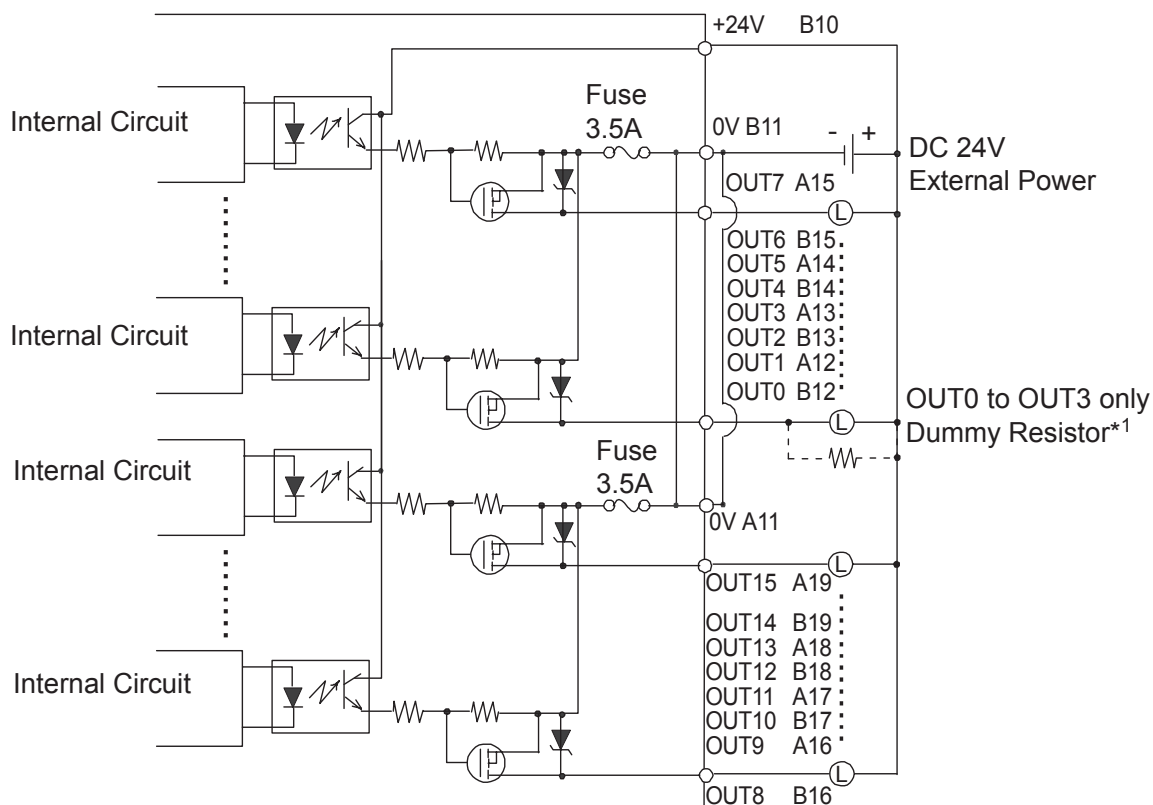 +24V B10
Internal Circuit
Fuse
3.5A
0V B11
- +
DC 24V
External Power
OUT7 A15
L
OUT6 B15
OUT5 A14
OUT4 B14
OUT3 A13
OUT2 B13
OUT1 A12
OUT0 B12
Internal Circuit
L
OUT0 to OUT3 only
Dummy Resistor*1
Internal Circuit
Fuse
3.5A
0V A11
L
OUT15 A19
OUT14 B19
OUT13 A18
OUT12 B18
OUT11 A17
OUT10 B17
OUT9 A16
Internal Circuit
L
OUT8 B16